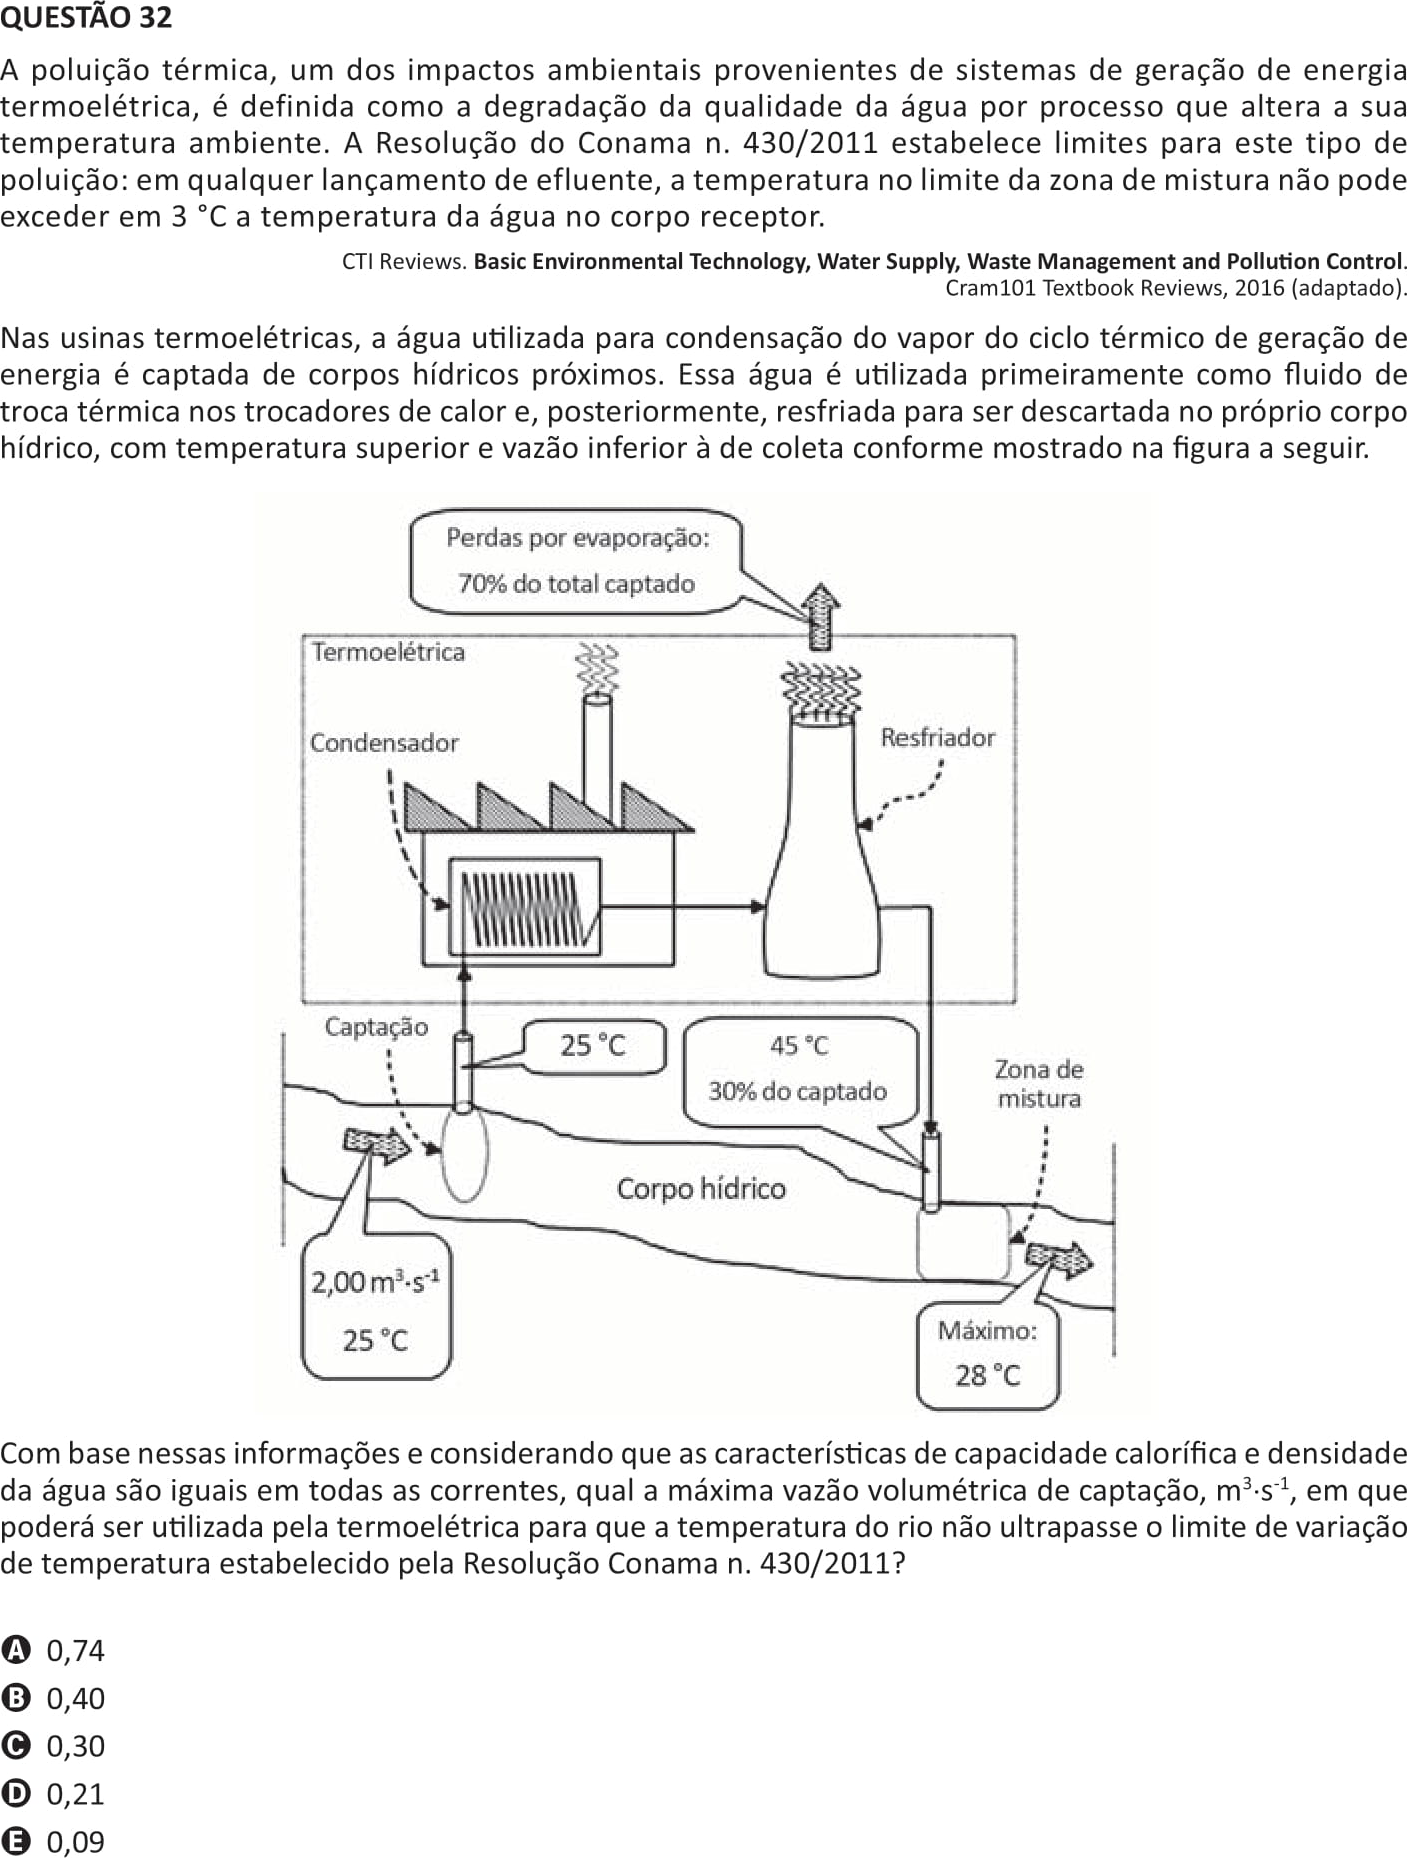 QUESTÃO 32
A poluição térmica, um dos impactos ambientais provenientes de sistemas de geração de energia
termoelétrica, é definida como a degradação da qualidade da água por processo que altera a sua
temperatura ambiente. A Resolução do Conama n. 430/2011 estabelece limites para este tipo de
poluição: em qualquer lançamento de efluente, a temperatura no limite da zona de mistura não pode
exceder em 3 °C a temperatura da água no corpo receptor.
CTI Reviews. Basic Environmental Technology, Water Supply, Waste Management and Pollution Control.
Cram101 Textbook Reviews, 2016 (adaptado).
Nas usinas termoelétricas, a água utilizada para condensação do vapor do ciclo térmico de geração de
energia é captada de corpos hídricos próximos. Essa água é utilizada primeiramente como fluido de
troca térmica nos trocadores de calor e, posteriormente, resfriada para ser descartada no próprio corpo
hídrico, com temperatura superior e vazão inferior à de coleta conforme mostrado na figura a seguir.
Perdas por evaporação:
70% do total captado
Termoelétrica
Condensador
Resfriador
Captação
25 °C
45 °C
30% do captado
Zona de
mistura
Corpo hídrico
2,00 m³·s⁻¹
25 °C
Máximo:
28 °C
Com base nessas informações e considerando que as características de capacidade calorífica e densidade
da água são iguais em todas as correntes, qual a máxima vazão volumétrica de captação, m³·s⁻¹, em que
poderá ser utilizada pela termoelétrica para que a temperatura do rio não ultrapasse o limite de variação
de temperatura estabelecido pela Resolução Conama n. 430/2011?
A 0,74
B 0,40
C 0,30
D 0,21
E 0,09